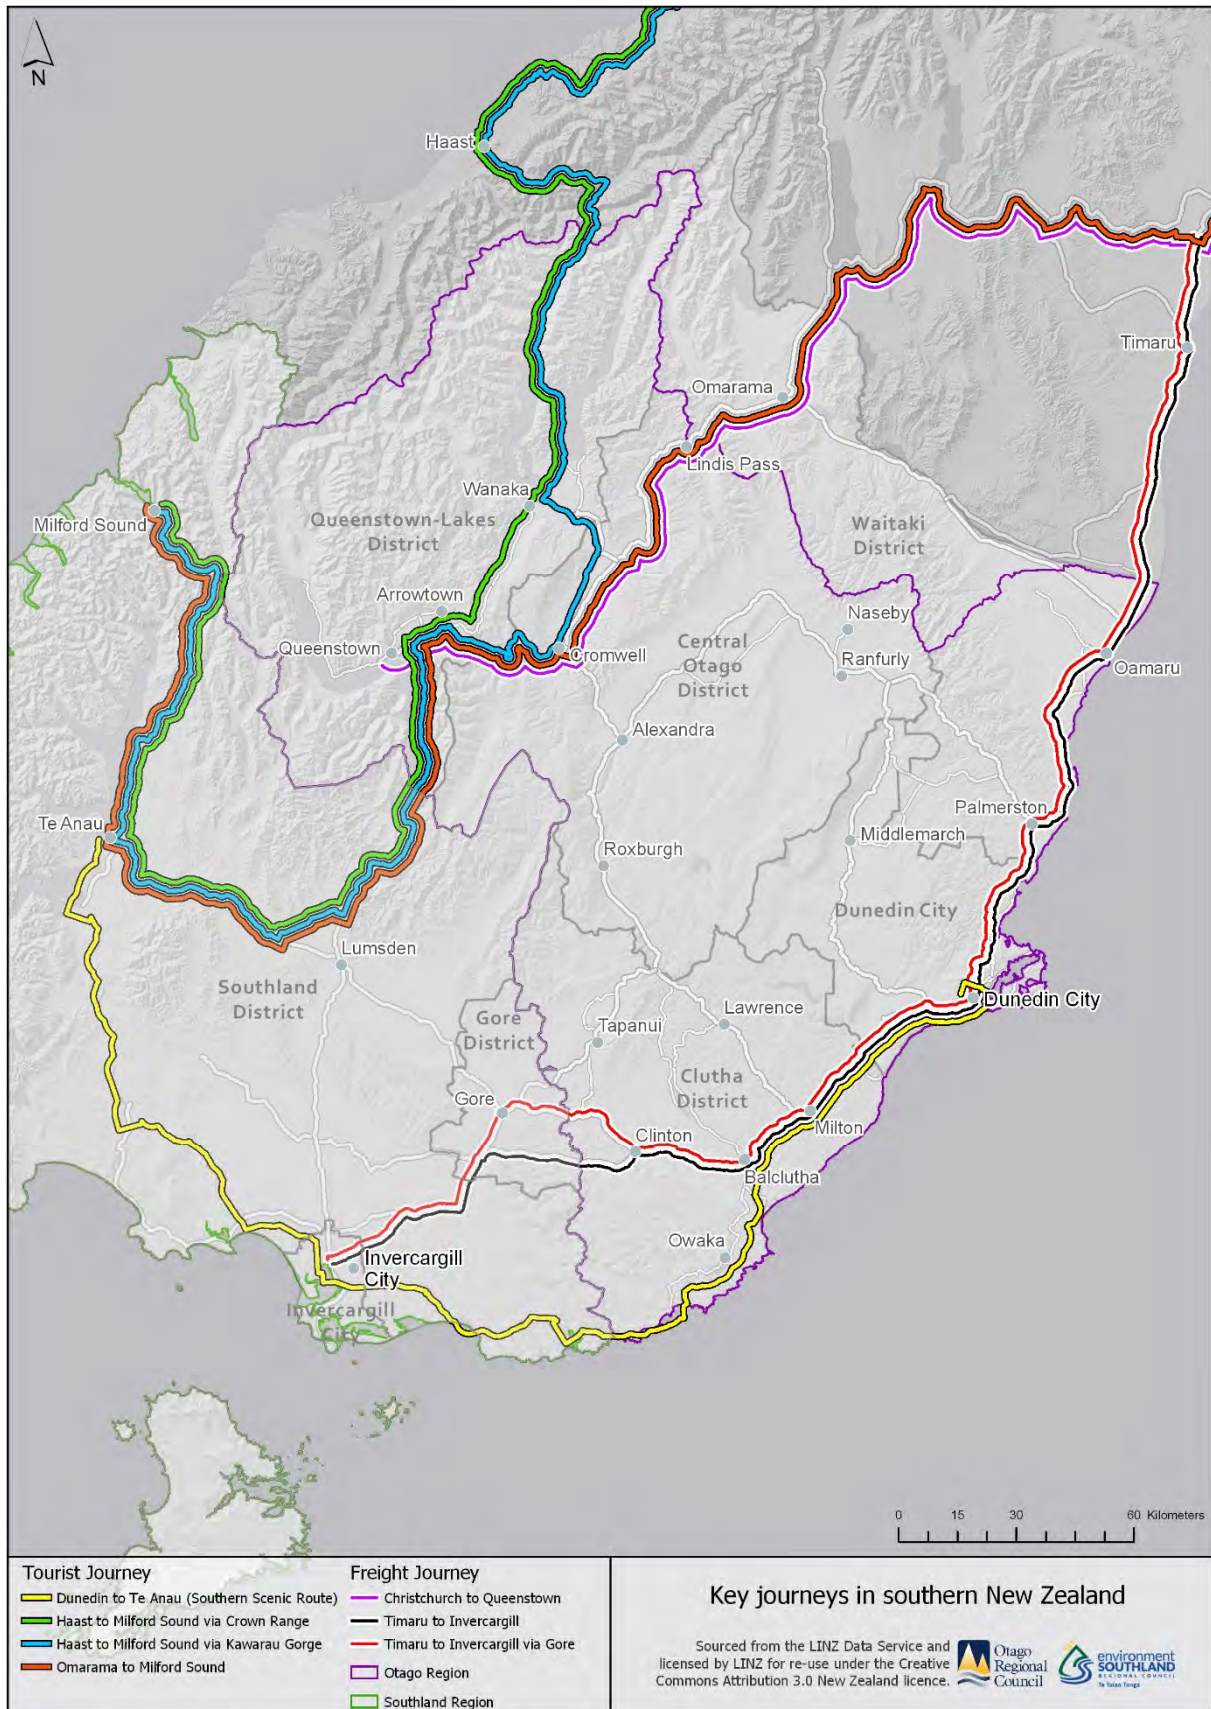 N
Haast
Timaru
Omarama
Lindis Pass
Wanaka
Milford Sound
Queenstown-Lakes
District
Waitaki
District
Arrowtown
Naseby
Queenstown
Cromwell
Central
Otago
District
Ranfurly
Oamaru
Alexandra
Te Anau
Palmerston
Middlemarch
Roxburgh
Dunedin City
Lumsden
Southland
District
Dunedin City
Gore
District
Lawrence
Tapanui
Clutha
District
Gore
Milton
Clinton
Balclutha
Owaka
Invercargill
City
Invercargill
City
0 15 30 60 Kilometers
Tourist Journey
Dunedin to Te Anau (Southern Scenic Route)
Haast to Milford Sound via Crown Range
Haast to Milford Sound via Kawarau Gorge
Omarama to Milford Sound
Freight Journey
Christchurch to Queenstown
Timaru to Invercargill
Timaru to Invercargill via Gore
Otago Region
Southland Region
Key journeys in southern New Zealand
Sourced from the LINZ Data Service and
licensed by LINZ for re-use under the Creative
Commons Attribution 3.0 New Zealand licence.
Otago
Regional
Council
environment
SOUTHLAND
REGIONAL COUNCIL
Te Taiao Tonga